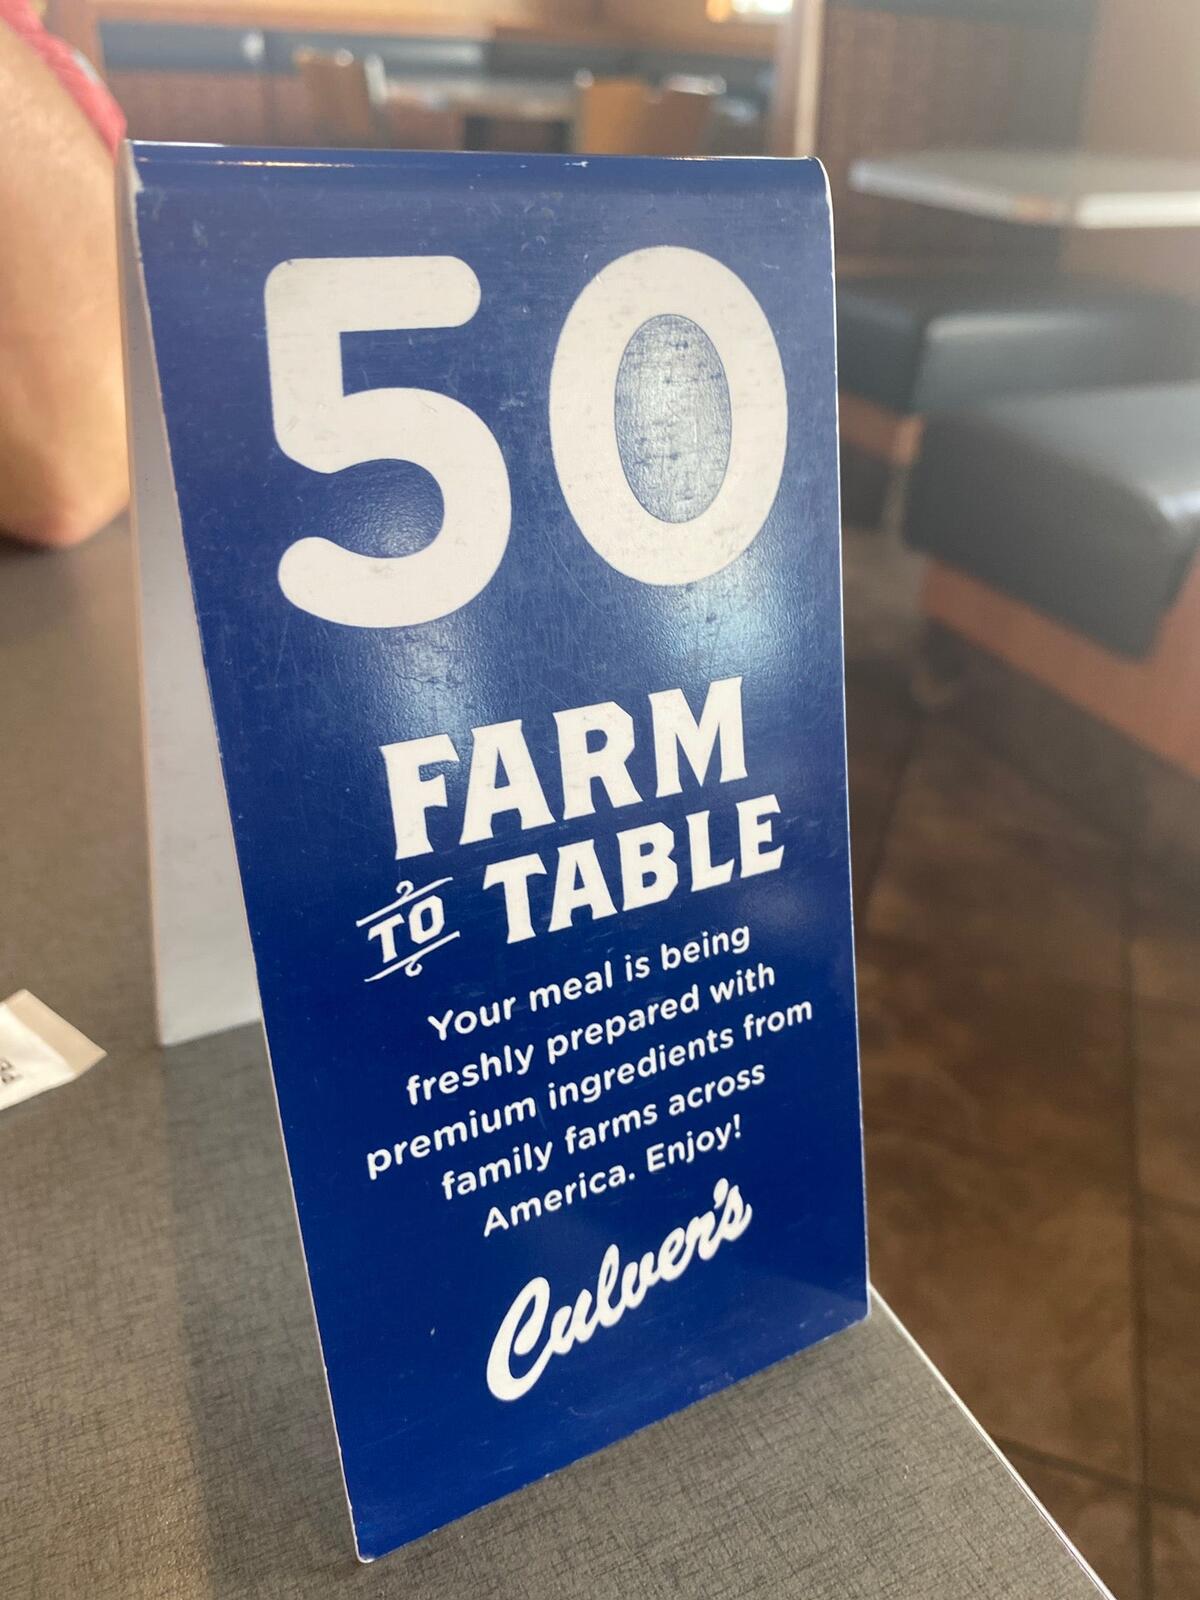 50
FARM
TO TABLE
Your meal is being
freshly prepared with
premium ingredients from
family farms across
America. Enjoy!
Culver's